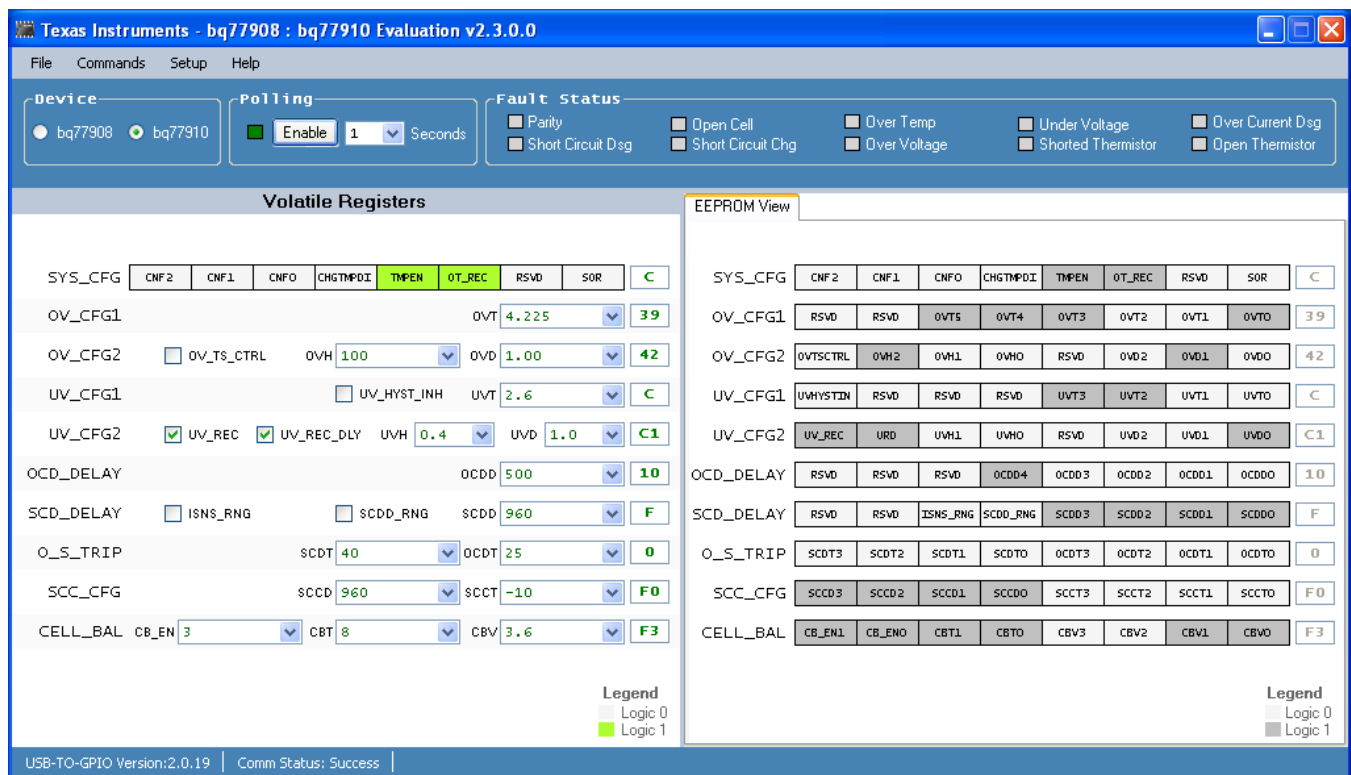 Texas Instruments - bq77908 : bq77910 Evaluation v2.3.0.0
File Commands Setup Help
Device Polling Fault Status
bq77908 bq77910 Enable 1 Seconds Parity Open Cell Over Temp Under Voltage Over Current Dsg
Short Circuit Dsg Short Circuit Chg Over Voltage Shorted Thermistor Open Thermistor
Volatile Registers EEPROM View
SYS_CFG CNF2 CNF1 CNF0 CHGTMPDI TMPEN OT_REC RSVD SOR C SYS_CFG CNF2 CNF1 CNF0 CHGTMPDI TMPEN OT_REC RSVD SOR C
OV_CFG1 OVT 4.225 39 OV_CFG1 RSVD RSVD OVT5 OVT4 OVT3 OVT2 OVT1 OVT0 39
OV_CFG2 OV_TS_CTRL OVH 100 OVD 1.00 42 OV_CFG2 OVTSCTRL OVH2 OVH1 OVH0 RSVD OVD2 OVD1 OVD0 42
UV_CFG1 UV_HYST_INH UVT 2.6 C UV_CFG1 UVHYSTIN RSVD RSVD RSVD UVT3 UVT2 UVT1 UVT0 C
UV_CFG2 UV_REC UV_REC_DLY UVH 0.4 UVD 1.0 C1 UV_CFG2 UV_REC URD UVH1 UVH0 RSVD UVD2 UVD1 UVD0 C1
OCD_DELAY OCDD 500 10 OCD_DELAY RSVD RSVD RSVD OCDD4 OCDD3 OCDD2 OCDD1 OCDD0 10
SCD_DELAY ISNS_RNG SCDD_RNG SCDD 960 F SCD_DELAY RSVD RSVD ISNS_RNG SCDD_RNG SCDD3 SCDD2 SCDD1 SCDD0 F
O_S_TRIP SCDT 40 OCDT 25 0 O_S_TRIP SCDT3 SCDT2 SCDT1 SCDT0 OCDT3 OCDT2 OCDT1 OCDT0 0
SCC_CFG SCCD 960 SCCT -10 F0 SCC_CFG SCCD3 SCCD2 SCCD1 SCCD0 SCCT3 SCCT2 SCCT1 SCCT0 F0
CELL_BAL CB_EN 3 CBT 8 CBV 3.6 F3 CELL_BAL CB_EN1 CB_EN0 CBT1 CBT0 CBV3 CBV2 CBV1 CBV0 F3
Legend Legend
Logic 0 Logic 0
Logic 1 Logic 1
USB-TO-GPIO Version:2.0.19 Comm Status: Success